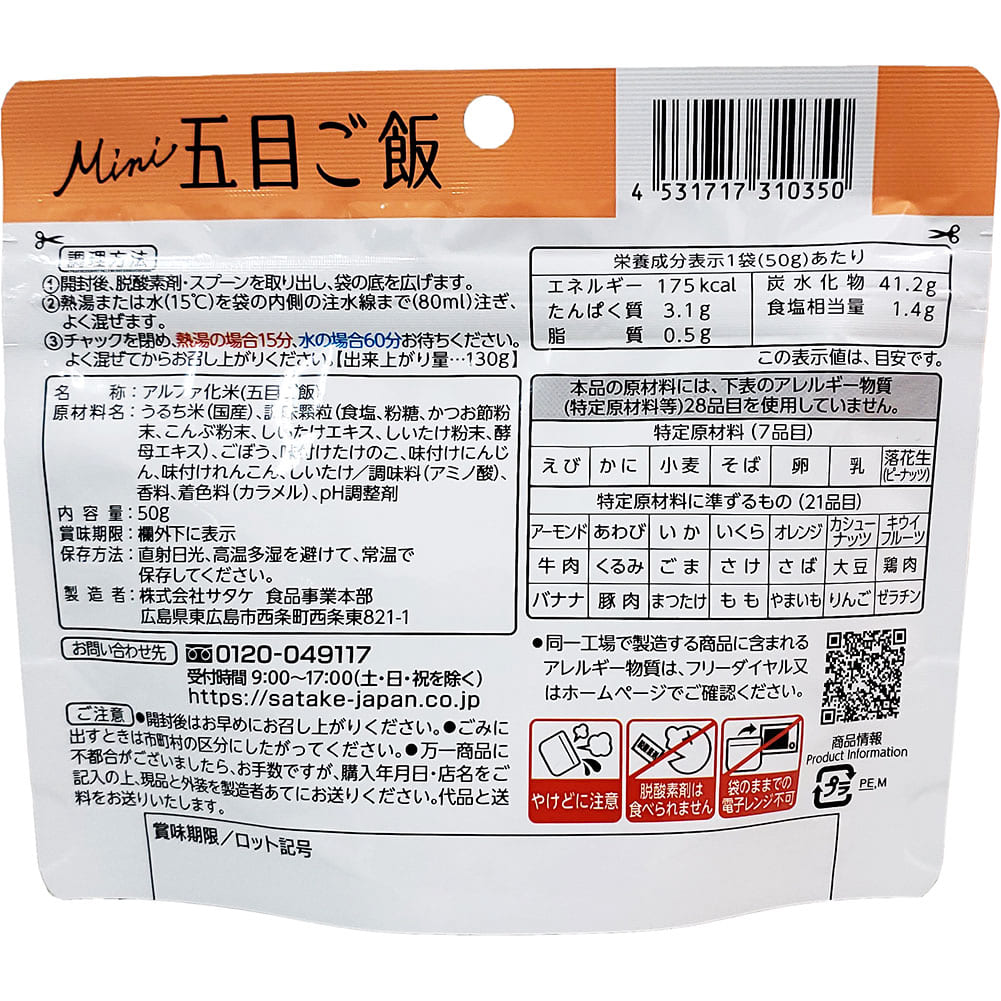 Mini 五目ご飯
4 531717 310350
調理方法
①開封後、脱酸素剤・スプーンを取り出し、袋の底を広げます。
②熱湯または水(15℃)を袋の内側の注水線まで(80ml)注ぎ、
よく混ぜます。
③チャックを閉め、熱湯の場合15分、水の場合60分お待ちください。
よく混ぜてからお召し上がりください。【出来上がり量…130g】
栄養成分表示1袋(50g)あたり
エネルギー 175kcal 炭水化物 41.2g
たんぱく質 3.1g 食塩相当量 1.4g
脂質 0.5g
この表示値は、目安です。
名称:アルファ化米(五目ご飯)
原材料名:うるち米(国産)、調味顆粒(食塩、粉糖、かつお節粉
末、こんぶ粉末、しいたけエキス、しいたけ粉末、酵
母エキス)、ごぼう、味付けたけのこ、味付けにんじ
ん、味付けれんこん、しいたけ/調味料(アミノ酸)、
香料、着色料(カラメル)、pH調整剤
内容量:50g
賞味期限:欄外下に表示
保存方法:直射日光、高温多湿を避けて、常温で
保存してください。
製造者:株式会社サタケ 食品事業本部
広島県東広島市西条町西条東821-1
本品の原材料には、下表のアレルギー物質
(特定原材料等)28品目を使用していません。
特定原材料(7品目)
えび かに 小麦 そば 卵 乳 落花生(ピーナッツ)
特定原材料に準ずるもの(21品目)
アーモンド あわび いか いくら オレンジ カシューナッツ キウイフルーツ
牛肉 くるみ ごま さけ さば 大豆 鶏肉
バナナ 豚肉 まつたけ もも やまいも りんご ゼラチン
お問い合わせ先 0120-049117
受付時間 9:00~17:00(土・日・祝を除く)
https://satake-japan.co.jp
●同一工場で製造する商品に含まれる
アレルギー物質は、フリーダイヤル又
はホームページでご確認ください。
商品情報
Product Information
ご注意 ●開封後はお早めにお召し上がりください。●ごみに
出すときは市町村の区分にしたがってください。●万一商品に
不都合がございましたら、お手数ですが、購入年月日・店名をご
記入の上、現品と外装を製造者あてにお送りください。代品と送
料をお送りいたします。
やけどに注意
脱酸素剤は
食べられません
袋のままでの
電子レンジ不可
プラ
PE,M
賞味期限/ロット記号